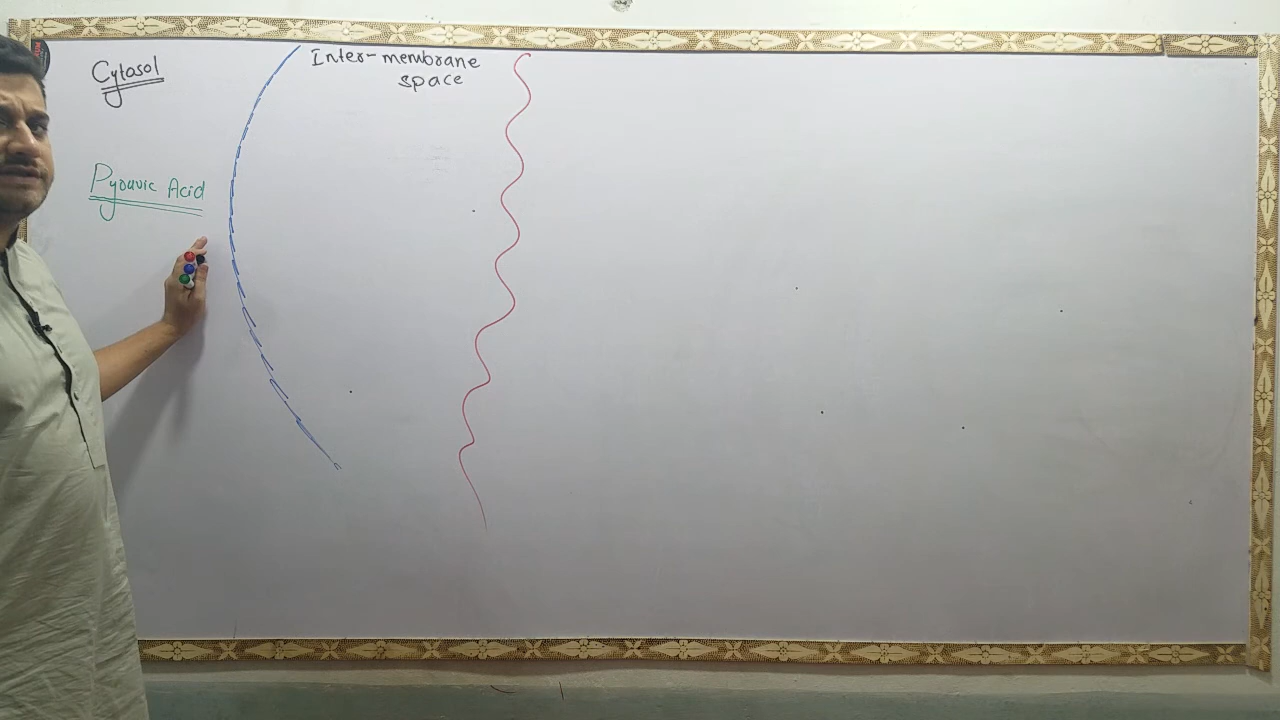 Cytosol
Inter-membrane
space
Pyruvic Acid